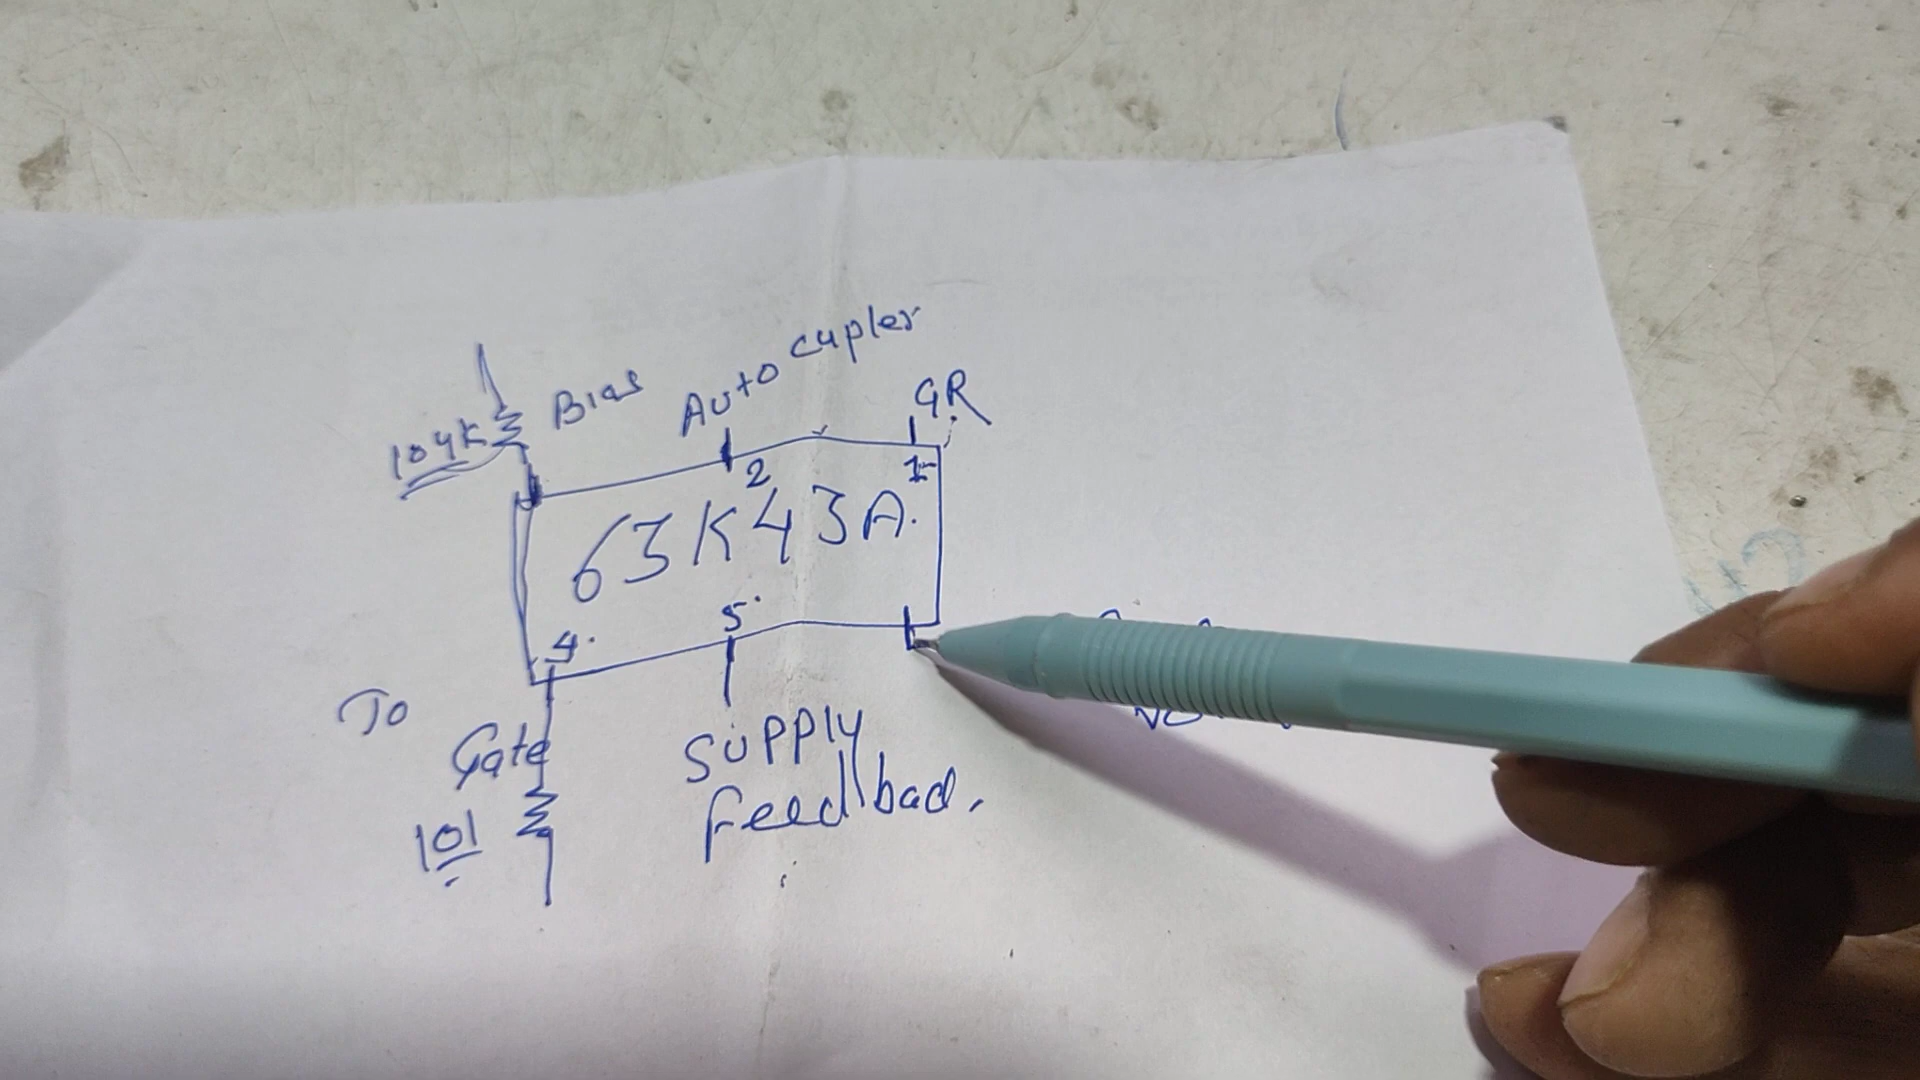 Auto cupler
GR
Bias
104K
2
1
63K43A.
5
4
To
Gate
101
SUPPLY
Feedbad.